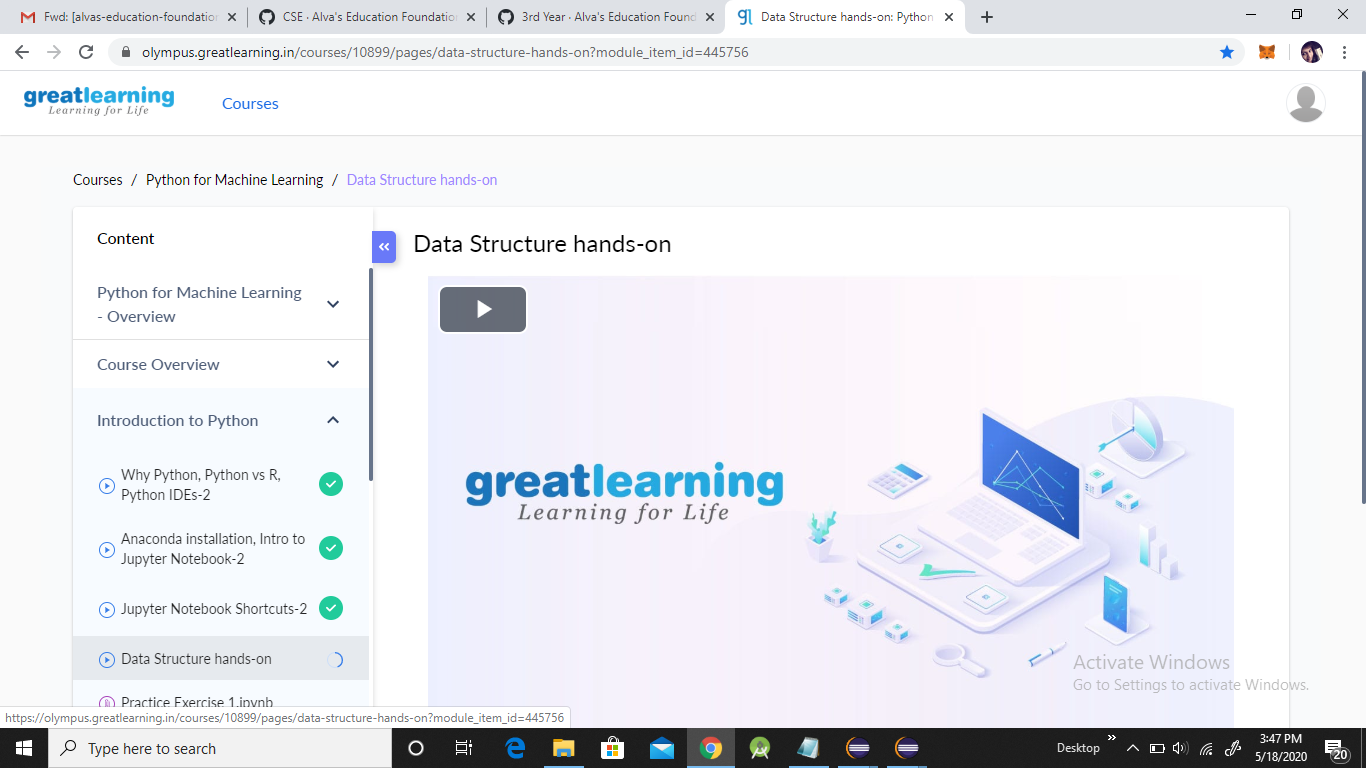 Fwd: [alvas-education-foundation
CSE · Alva's Education Foundation
3rd Year · Alva's Education Found
Data Structure hands-on: Python
olympus.greatlearning.in/courses/10899/pages/data-structure-hands-on?module_item_id=445756
greatlearning
Learning for Life
Courses
Courses / Python for Machine Learning / Data Structure hands-on
Content
Python for Machine Learning
- Overview
Course Overview
Introduction to Python
Why Python, Python vs R,
Python IDEs-2
Anaconda installation, Intro to
Jupyter Notebook-2
Jupyter Notebook Shortcuts-2
Data Structure hands-on
Practice Exercise 1.ipynb
Data Structure hands-on
greatlearning
Learning for Life
Activate Windows
Go to Settings to activate Windows.
https://olympus.greatlearning.in/courses/10899/pages/data-structure-hands-on?module_item_id=445756
Type here to search
Desktop
3:47 PM
5/18/2020
20